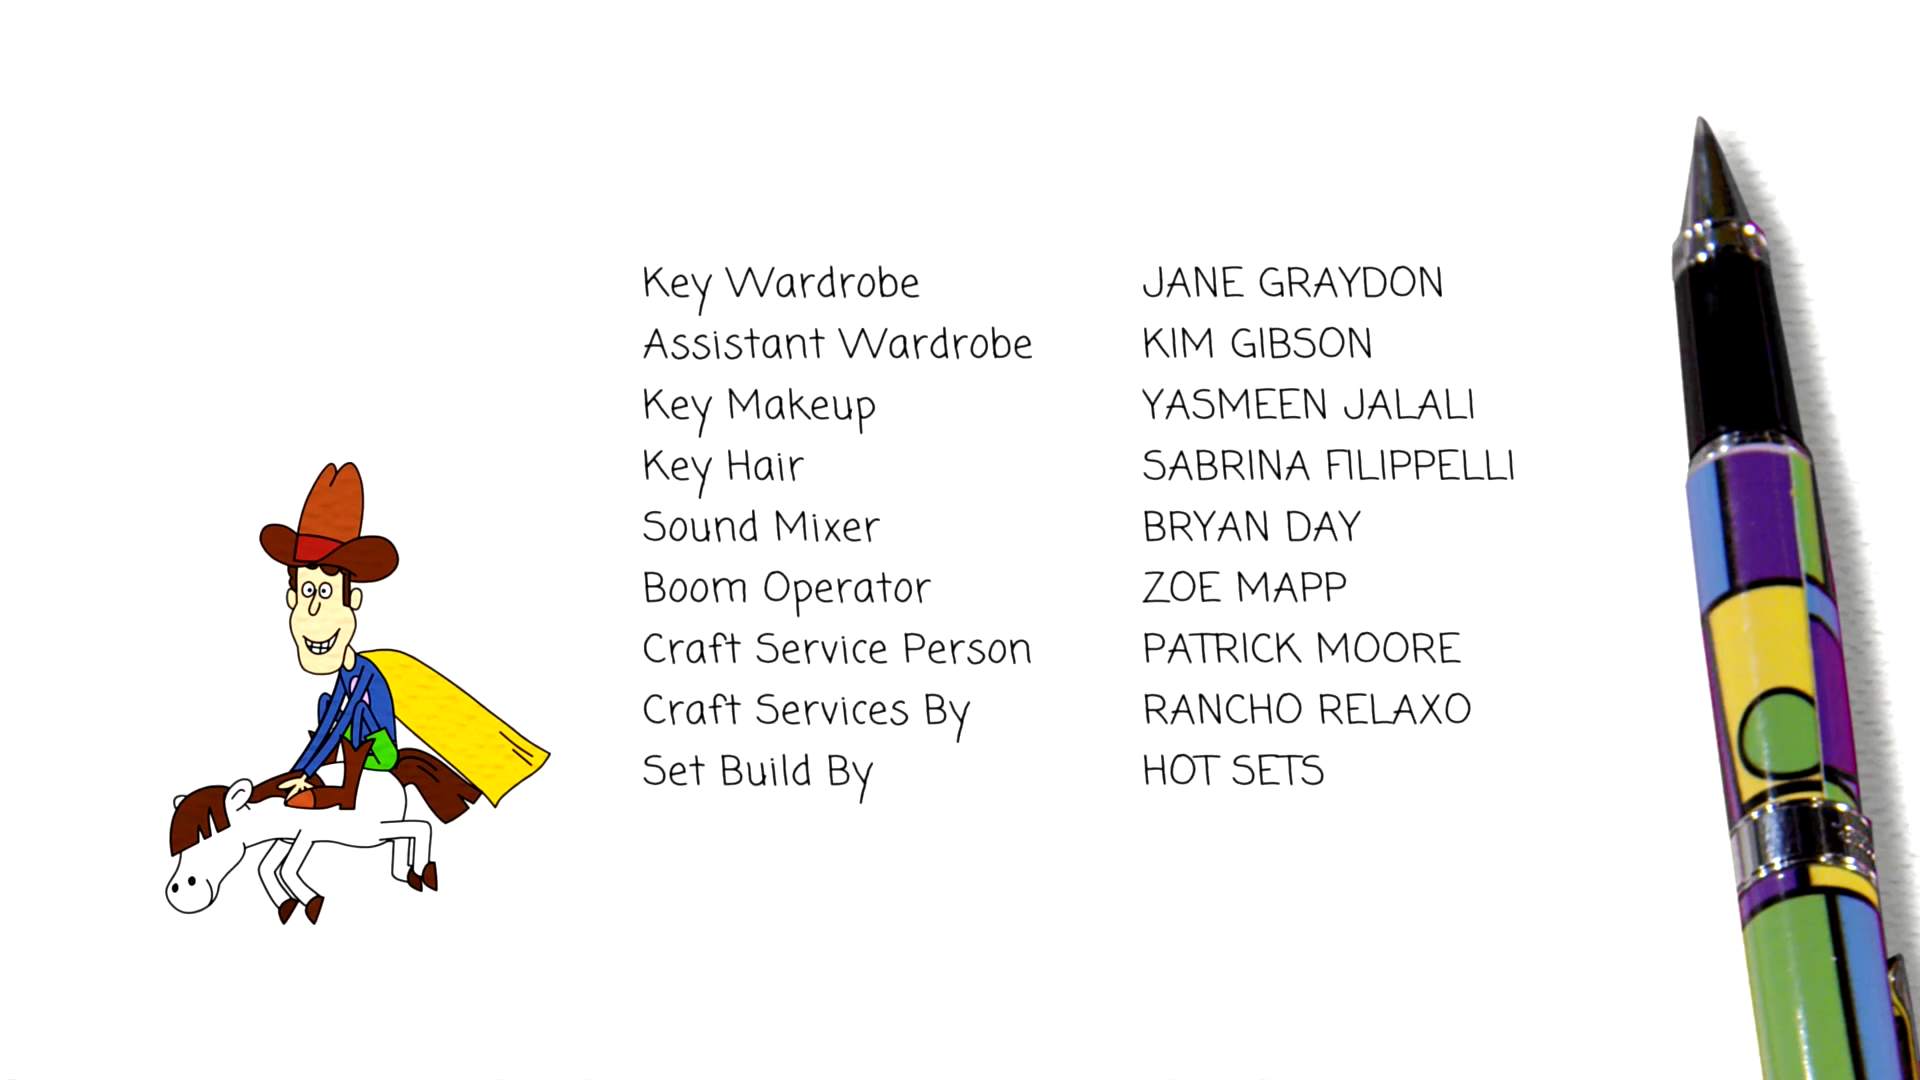 Key Wardrobe JANE GRAYDON
Assistant Wardrobe KIM GIBSON
Key Makeup YASMEEN JALALI
Key Hair SABRINA FILIPPELLI
Sound Mixer BRYAN DAY
Boom Operator ZOE MAPP
Craft Service Person PATRICK MOORE
Craft Services By RANCHO RELAXO
Set Build By HOT SETS